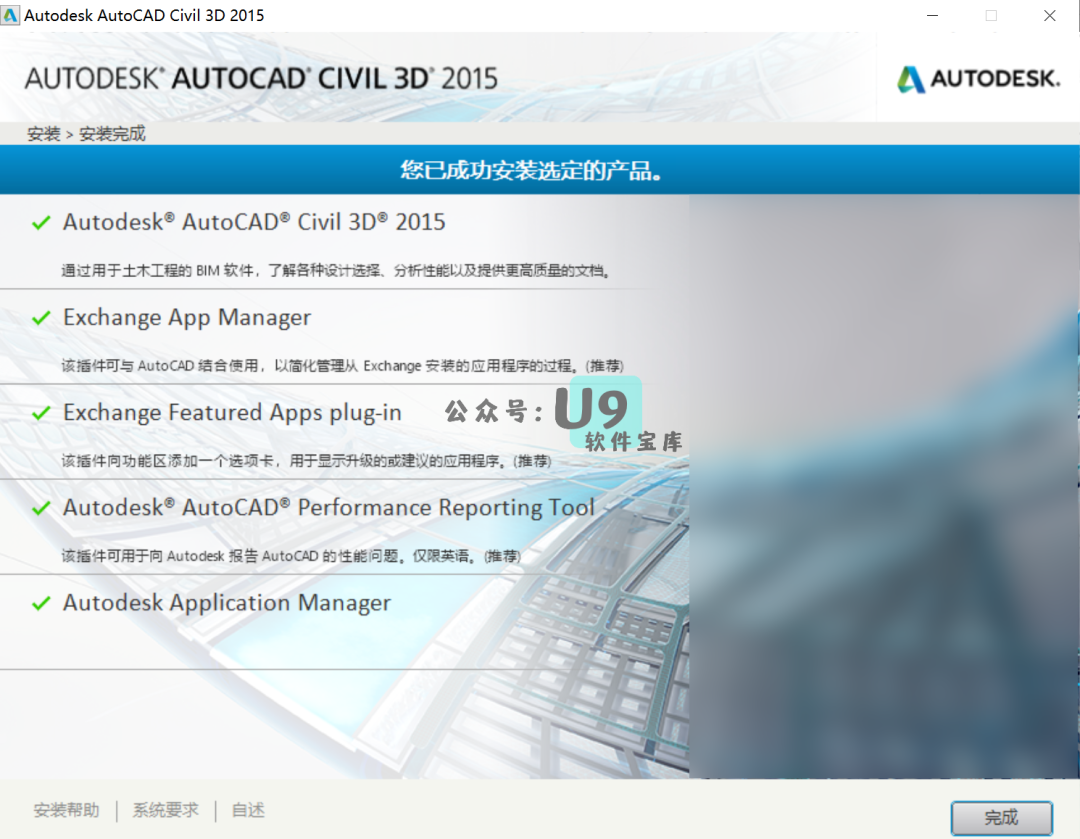 Autodesk AutoCAD Civil 3D 2015
AUTODESK® AUTOCAD® CIVIL 3D® 2015
AUTODESK.
安装 > 安装完成
您已成功安装选定的产品。
Autodesk® AutoCAD® Civil 3D® 2015
通过用于土木工程的 BIM 软件，了解各种设计选择、分析性能以及提供更高质量的文档。
Exchange App Manager
该插件可与 AutoCAD 结合使用，以简化管理从 Exchange 安装的应用程序的过程。(推荐)
Exchange Featured Apps plug-in
公众号：U9
软件宝库
该插件向功能区添加一个选项卡，用于显示升级的或建议的应用程序。(推荐)
Autodesk® AutoCAD® Performance Reporting Tool
该插件可用于向 Autodesk 报告 AutoCAD 的性能问题。仅限英语。(推荐)
Autodesk Application Manager
安装帮助 | 系统要求 | 自述
完成